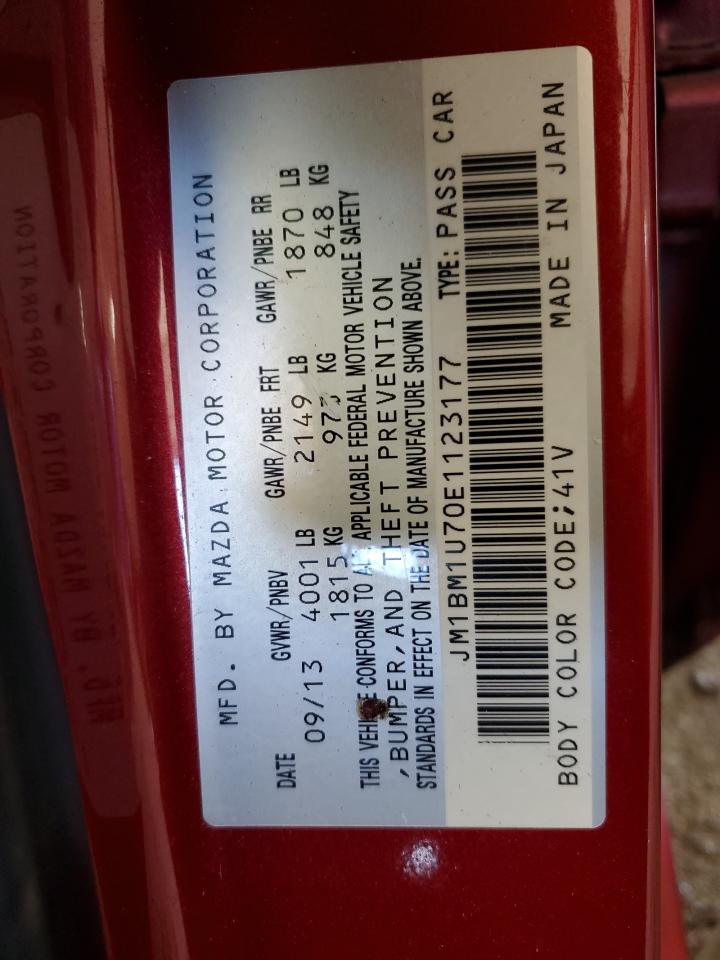 MFD. BY MAZDA MOTOR CORPORATION
DATE GVWR/PNBV GAWR/PNBE FRT GAWR/PNBE RR
09/13 4001 LB 2149 LB 1870 LB
1815 KG KG 848 KG
THIS VEHICLE CONFORMS TO ALL APPLICABLE FEDERAL MOTOR VEHICLE SAFETY
,BUMPER,AND THEFT PREVENTION
STANDARDS IN EFFECT ON THE DATE OF MANUFACTURE SHOWN ABOVE.
JM1BM1U70E1123177 TYPE: PASS CAR
BODY COLOR CODE;41V MADE IN JAPAN